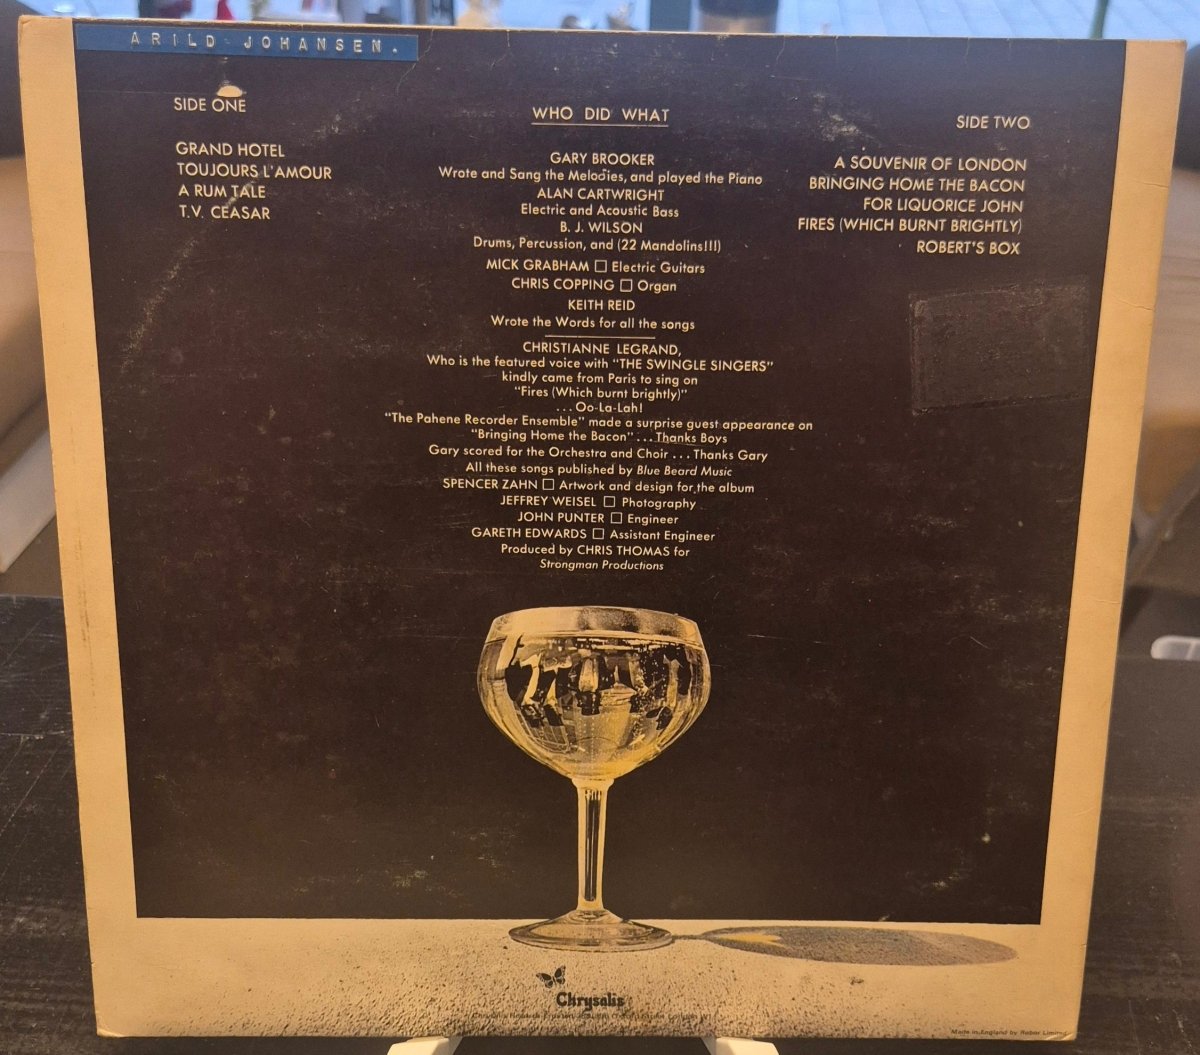 ARILD JOHANSEN.
SIDE ONE
GRAND HOTEL
TOUJOURS L'AMOUR
A RUM TALE
T.V. CEASAR
WHO DID WHAT
GARY BROOKER
Wrote and Sang the Melodies, and played the Piano
ALAN CARTWRIGHT
Electric and Acoustic Bass
B. J. WILSON
Drums, Percussion, and (22 Mandolins!!!)
MICK GRABHAM □ Electric Guitars
CHRIS COPPING □ Organ
KEITH REID
Wrote the Words for all the songs
CHRISTIANNE LEGRAND,
Who is the featured voice with "THE SWINGLE SINGERS"
kindly came from Paris to sing on
"Fires (Which burnt brightly)"
...Oo-La-Lah!
"The Pahene Recorder Ensemble" made a surprise guest appearance on
"Bringing Home the Bacon"...Thanks Boys
Gary scored for the Orchestra and Choir...Thanks Gary
All these songs published by Blue Beard Music
SPENCER ZAHN □ Artwork and design for the album
JEFFREY WEISEL □ Photography
JOHN PUNTER □ Engineer
GARETH EDWARDS □ Assistant Engineer
Produced by CHRIS THOMAS for
Strongman Productions
SIDE TWO
A SOUVENIR OF LONDON
BRINGING HOME THE BACON
FOR LIQUORICE JOHN
FIRES (WHICH BURNT BRIGHTLY)
ROBERT'S BOX
Chrysalis
Made in England by Robor Limited